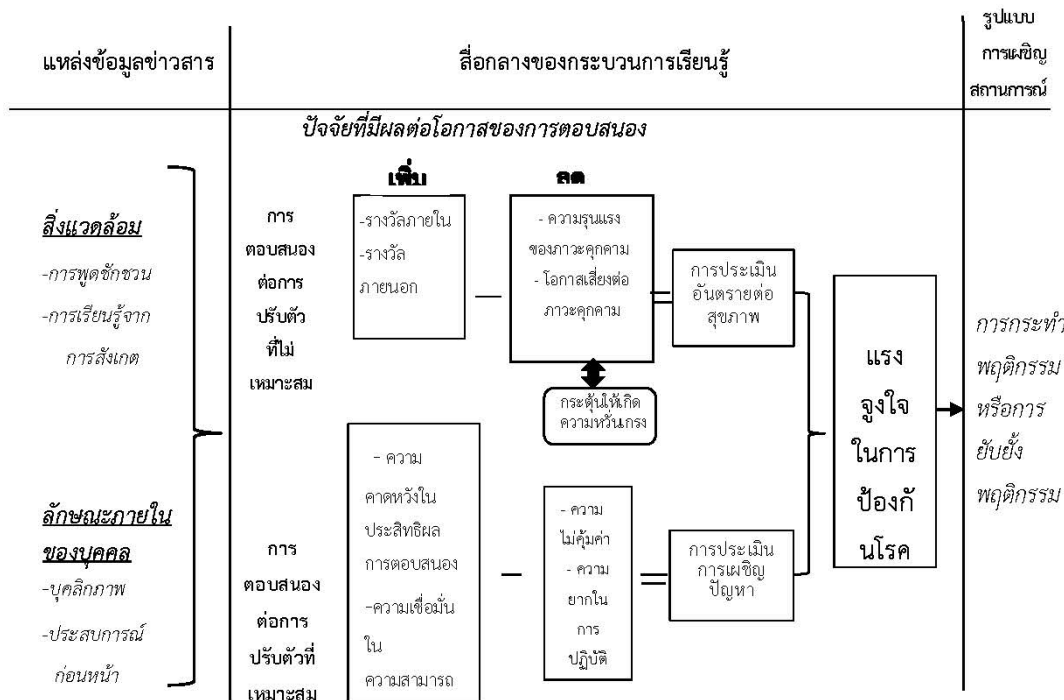 แหล่งข้อมูลข่าวสาร
สื่อกลางของกระบวนการเรียนรู้
รูปแบบ
การเผชิญ
สถานการณ์
ปัจจัยที่มีผลต่อโอกาสของการตอบสนอง
เพิ่ม
ลด
สิ่งแวดล้อม
-การพูดชักชวน
-การเรียนรู้จาก
การสังเกต
การ
ตอบสนอง
ต่อการ
ปรับตัว
ที่ไม่
เหมาะสม
-รางวัลภายใน
-รางวัล
ภายนอก
- ความรุนแรง
ของภาวะคุกคาม
- โอกาสเสี่ยงต่อ
ภาวะคุกคาม
การประเมิน
อันตรายต่อ
สุขภาพ
กระตุ้นให้เกิด
ความหวั่นเกรง
แรง
จูงใจ
ในการ
ป้องกั
นโรค
การกระทำ
พฤติกรรม
หรือการ
ยับยั้ง
พฤติกรรม
ลักษณะภายใน
ของบุคคล
-บุคลิกภาพ
-ประสบการณ์
ก่อนหน้า
การ
ตอบสนอง
ต่อการ
ปรับตัวที่
เหมาะสม
- ความ
คาดหวังใน
ประสิทธิผล
การตอบสนอง
-ความเชื่อมั่น
ใน
ความสามารถ
- ความ
ไม่คุ้มค่า
- ความ
ยากใน
การ
ปฏิบัติ
การประเมิน
การเผชิญ
ปัญหา